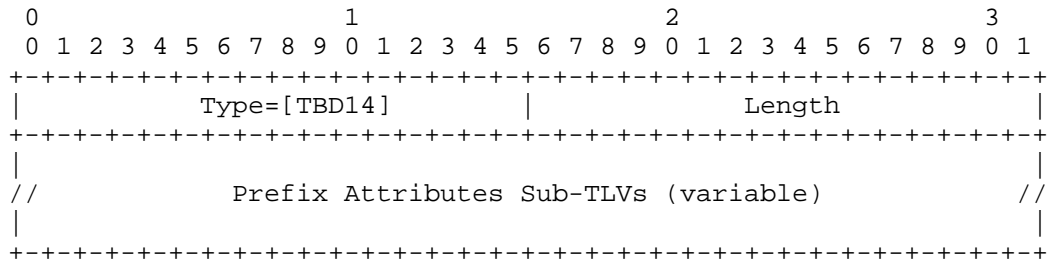 0                   1                   2                   3
 0 1 2 3 4 5 6 7 8 9 0 1 2 3 4 5 6 7 8 9 0 1 2 3 4 5 6 7 8 9 0 1
+-+-+-+-+-+-+-+-+-+-+-+-+-+-+-+-+-+-+-+-+-+-+-+-+-+-+-+-+-+-+-+-+
|           Type=[TBD14]        |             Length            |
+-+-+-+-+-+-+-+-+-+-+-+-+-+-+-+-+-+-+-+-+-+-+-+-+-+-+-+-+-+-+-+-+
|                                                               |
//            Prefix Attributes Sub-TLVs (variable)            //
|                                                               |
+-+-+-+-+-+-+-+-+-+-+-+-+-+-+-+-+-+-+-+-+-+-+-+-+-+-+-+-+-+-+-+-+